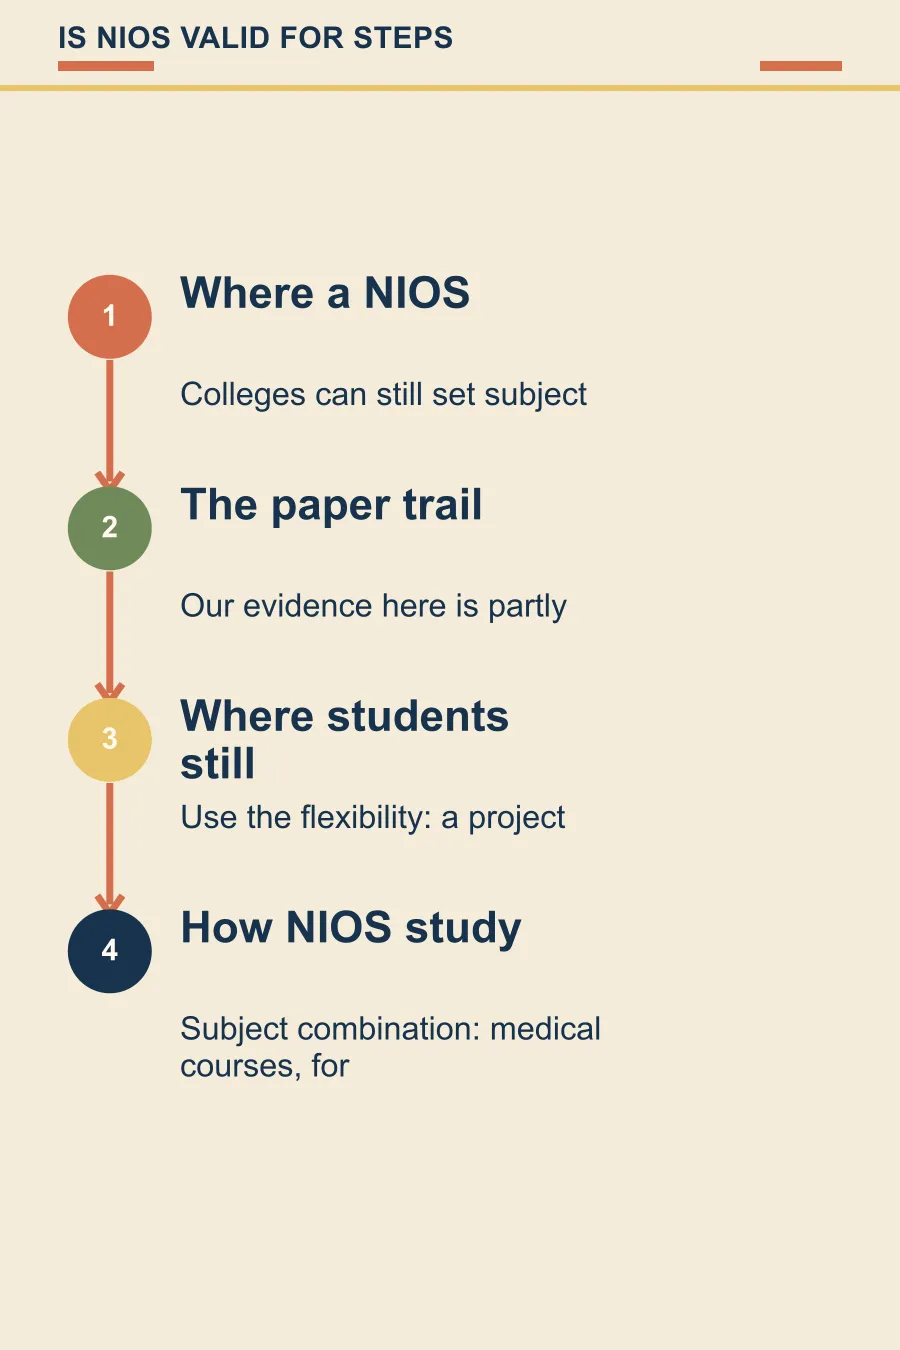 IS NIOS VALID FOR STEPS
1
Where a NIOS
Colleges can still set subject
2
The paper trail
Our evidence here is partly
3
Where students
still
Use the flexibility: a project
4
How NIOS study
Subject combination: medical
courses, for